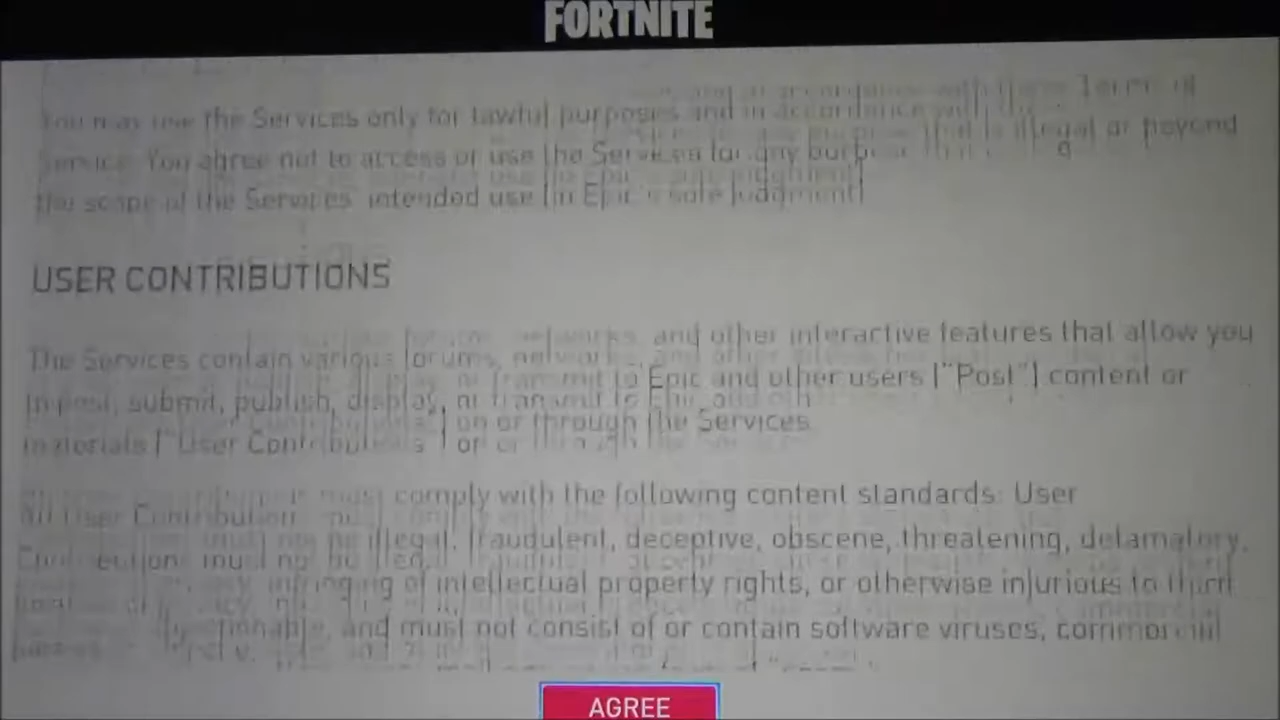 FORTNITE
You may use the Services only for lawful purposes and in accordance with these Terms of
Service. You agree not to access or use the Services for any purpose that is illegal or beyond
the scope of the Services' intended use (in Epic's sole judgment)
USER CONTRIBUTIONS
The Services contain various forums, networks, and other interactive features that allow you
to post, submit, publish, display, or transmit to Epic and other users ("Post") content or
materials ("User Contributions") on or through the Services.
All User Contributions must comply with the following content standards: User
Contributions must not be illegal, fraudulent, deceptive, obscene, threatening, defamatory,
invasive of privacy, infringing of intellectual property rights, or otherwise injurious to third
objectionable, and must not consist of or contain software viruses, commercial
AGREE